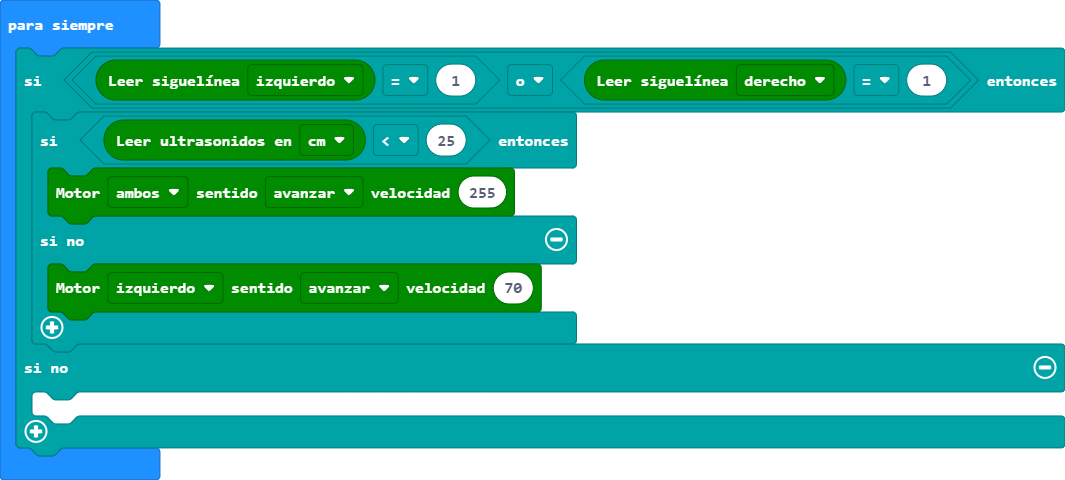 para siempre
si Leer siguelínea izquierdo = 1 o Leer siguelínea derecho = 1 entonces
si Leer ultrasonidos en cm < 25 entonces
Motor ambos sentido avanzar velocidad 255
si no
Motor izquierdo sentido avanzar velocidad 70
si no